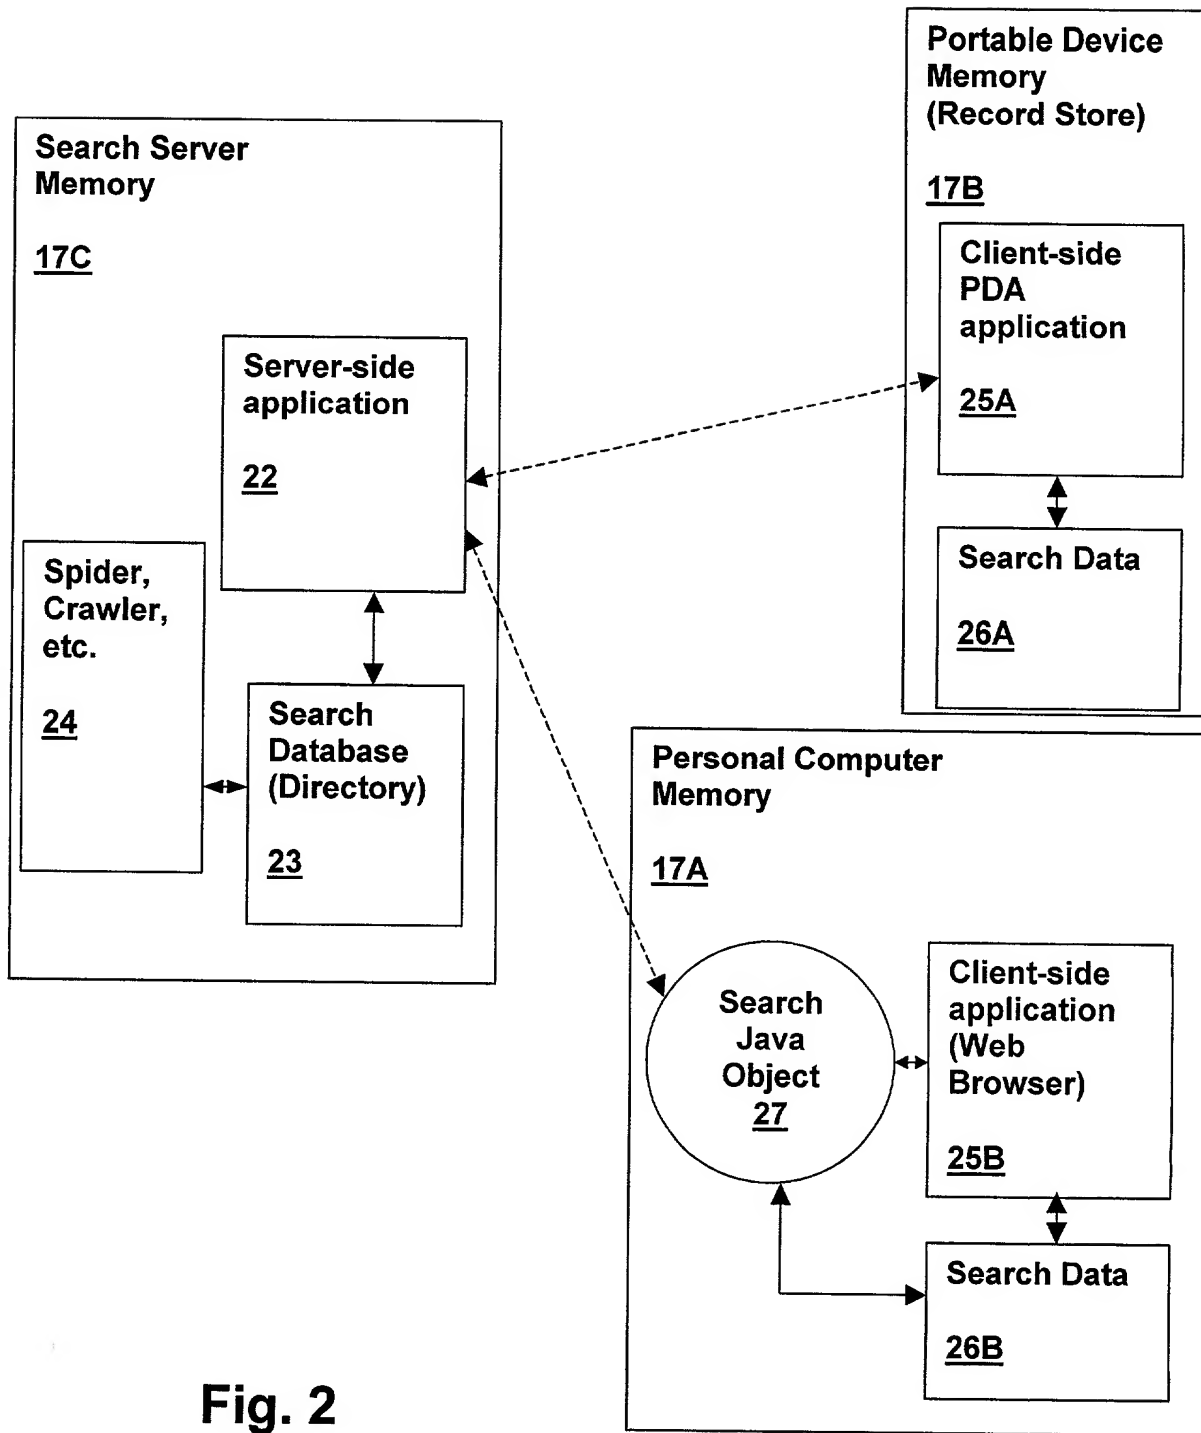 Portable Device
Memory
(Record Store)
17B
Client-side
PDA
application
25A
Search Data
26A
Search Server
Memory
17C
Server-side
application
22
Spider,
Crawler,
etc.
24
Search
Database
(Directory)
23
Personal Computer
Memory
17A
Search
Java
Object
27
Client-side
application
(Web
Browser)
25B
Search Data
26B
Fig. 2